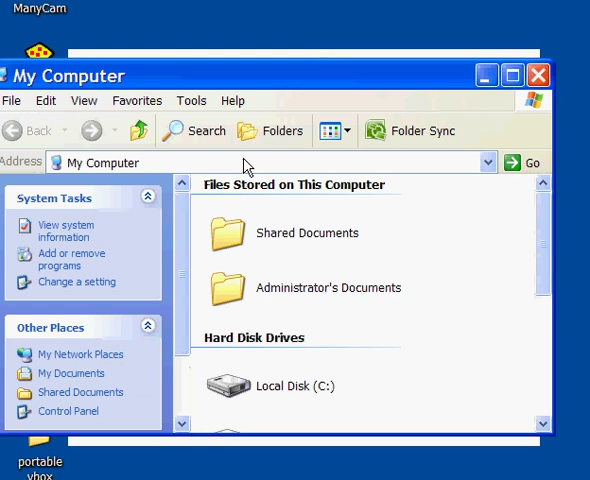 ManyCam
My Computer
File Edit View Favorites Tools Help
Back Search Folders Folder Sync
Address My Computer Go
System Tasks
View system
information
Add or remove
programs
Change a setting
Other Places
My Network Places
My Documents
Shared Documents
Control Panel
Files Stored on This Computer
Shared Documents
Administrator's Documents
Hard Disk Drives
Local Disk (C:)
portable
vbox